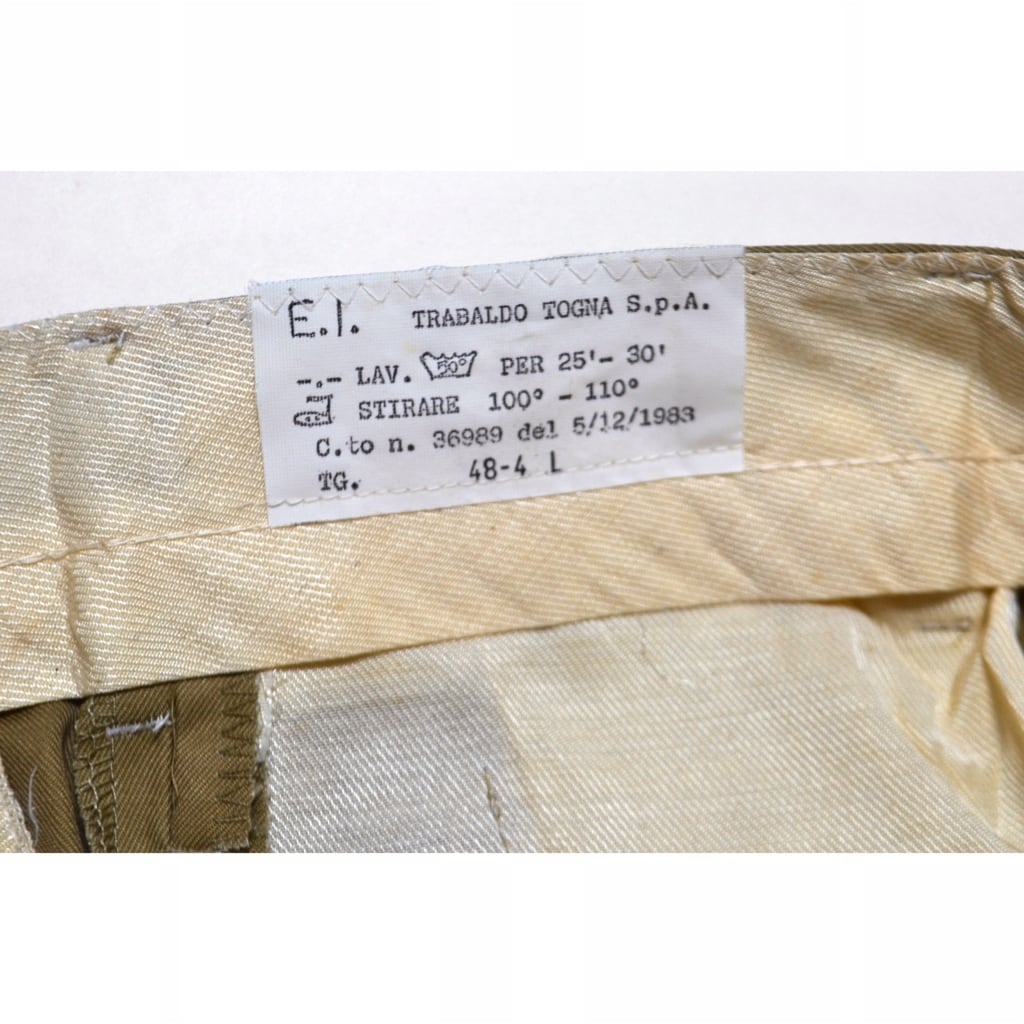 E.I. TRABALDO TOGNA S.p.A.
-.- LAV. 50° PER 25'- 30'
STIRARE 100° - 110°
C.to n. 36989 del 5/12/1983
TG. 48-4 L